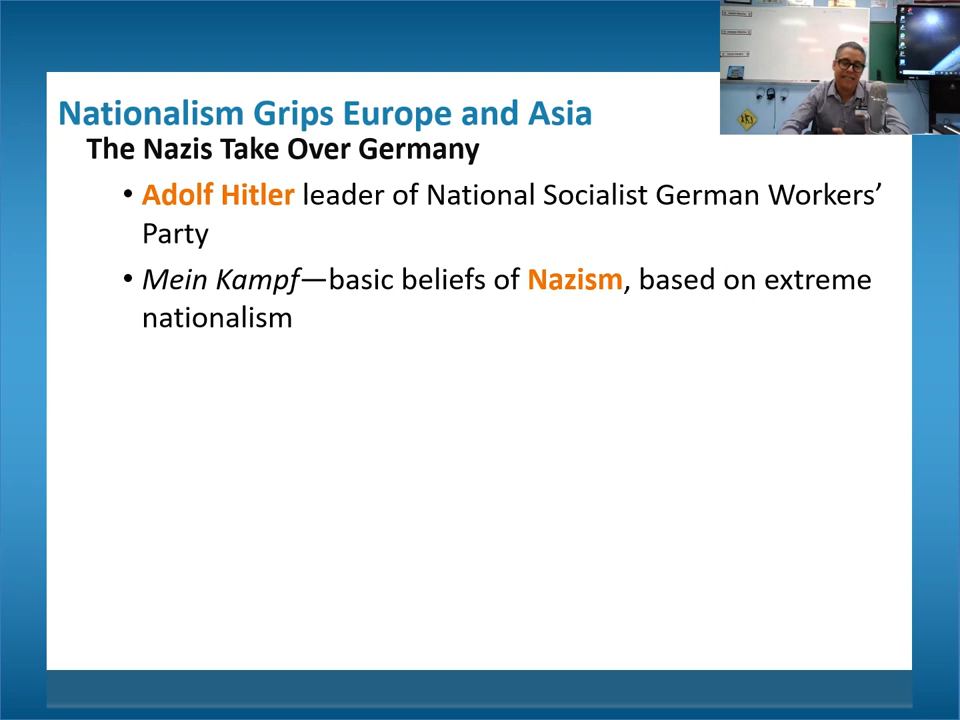 Nationalism Grips Europe and Asia
The Nazis Take Over Germany
• Adolf Hitler leader of National Socialist German Workers’
Party
• Mein Kampf—basic beliefs of Nazism, based on extreme
nationalism